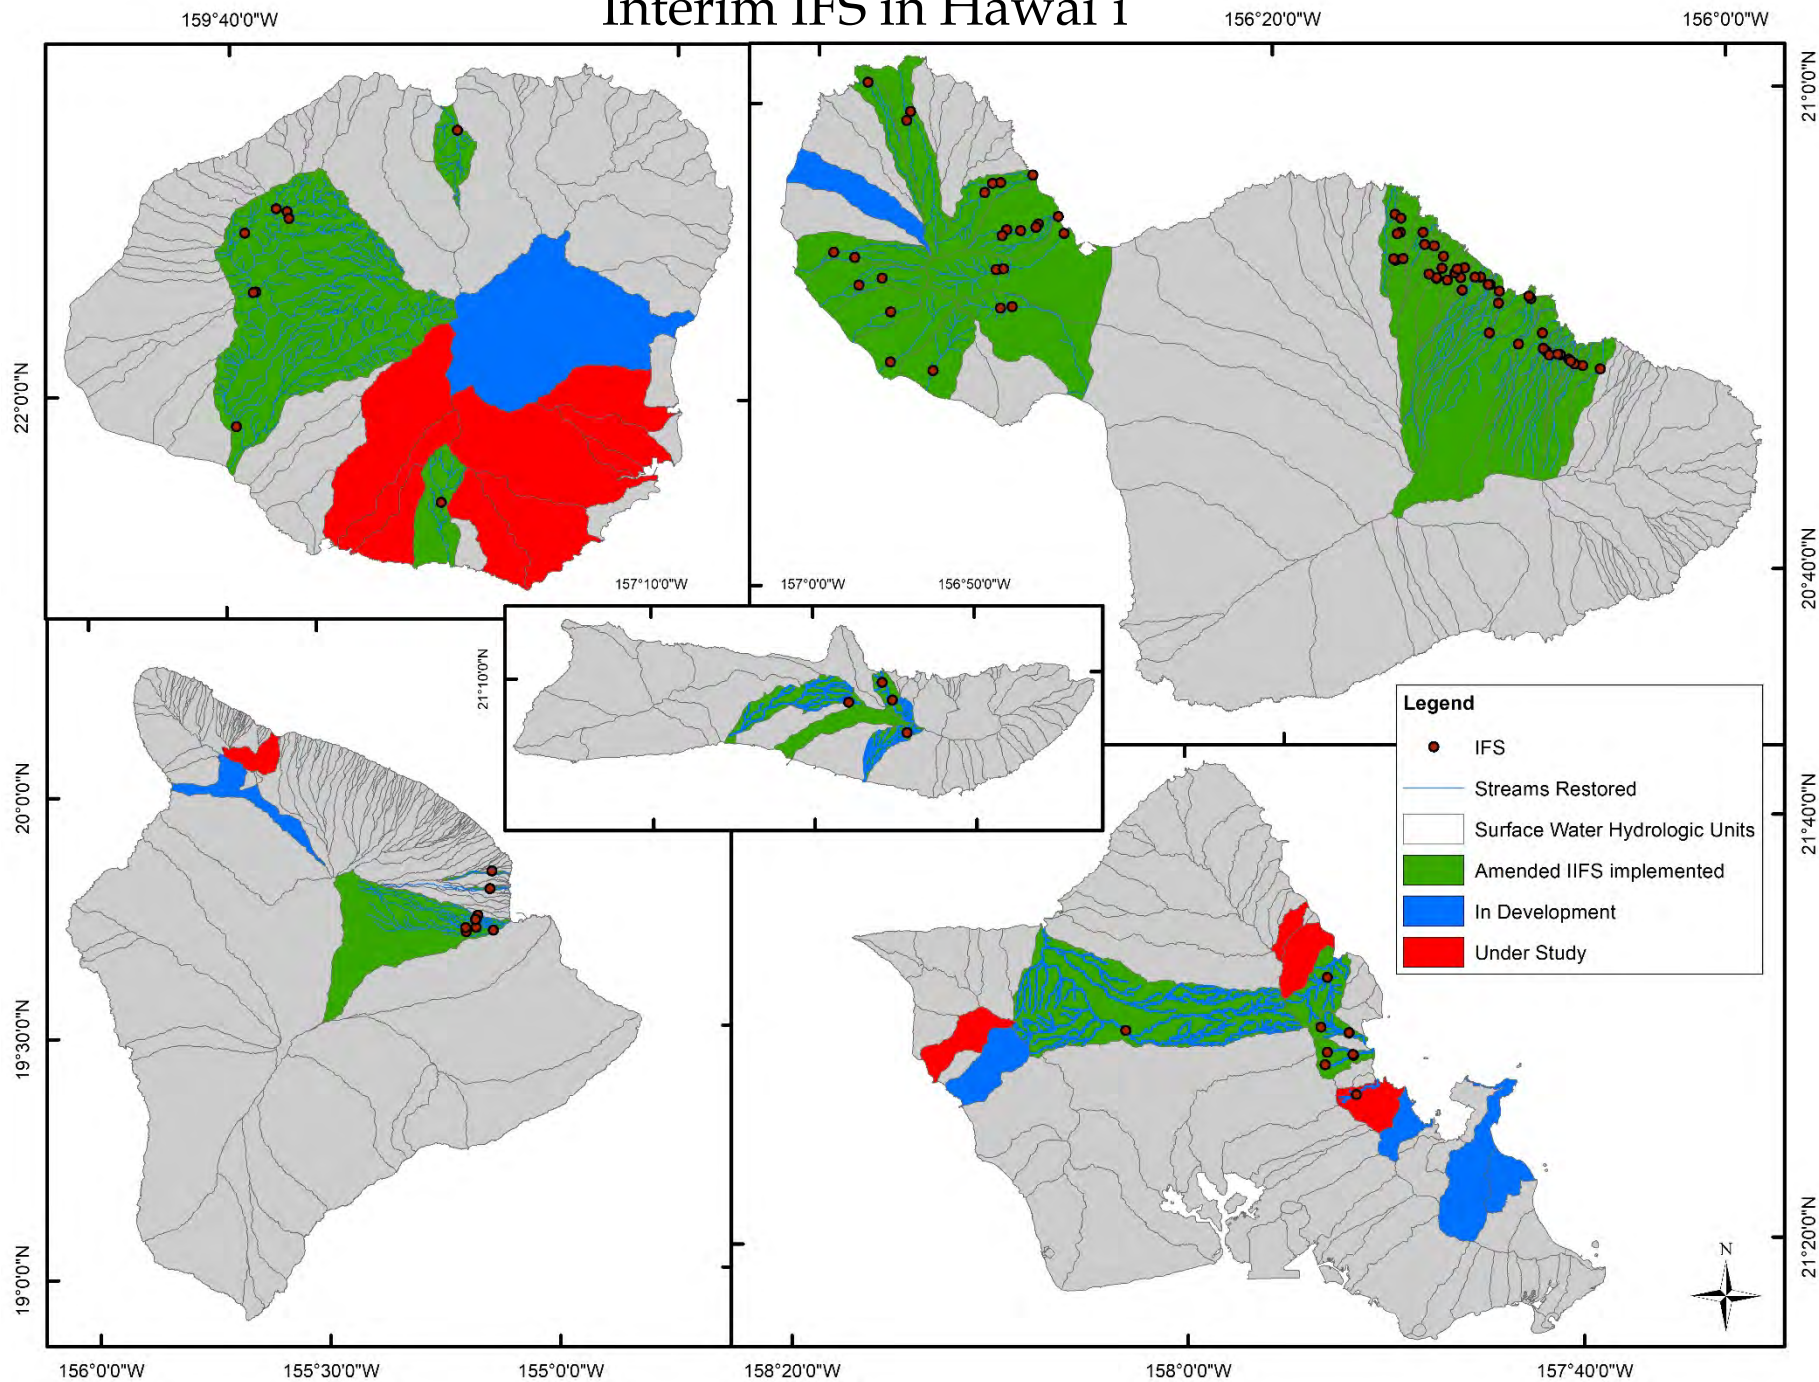 Interim IFS in Hawaiʻi
159°40'0"W
156°20'0"W
156°0'0"W
21°0'0"N
22°0'0"N
20°40'0"N
157°10'0"W
157°0'0"W
156°50'0"W
21°10'0"N
Legend
IFS
Streams Restored
Surface Water Hydrologic Units
Amended IIFS implemented
In Development
Under Study
20°0'0"N
21°40'0"N
19°30'0"N
21°20'0"N
19°0'0"N
N
156°0'0"W
155°30'0"W
155°0'0"W
158°20'0"W
158°0'0"W
157°40'0"W